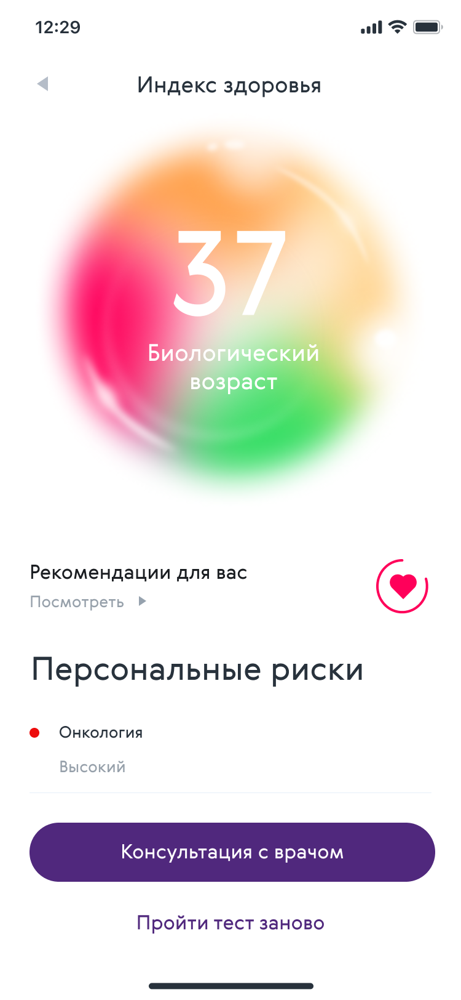 12:29
Индекс здоровья
37
Биологический
возраст
Рекомендации для вас
Посмотреть
Персональные риски
Онкология
Высокий
Консультация с врачом
Пройти тест заново